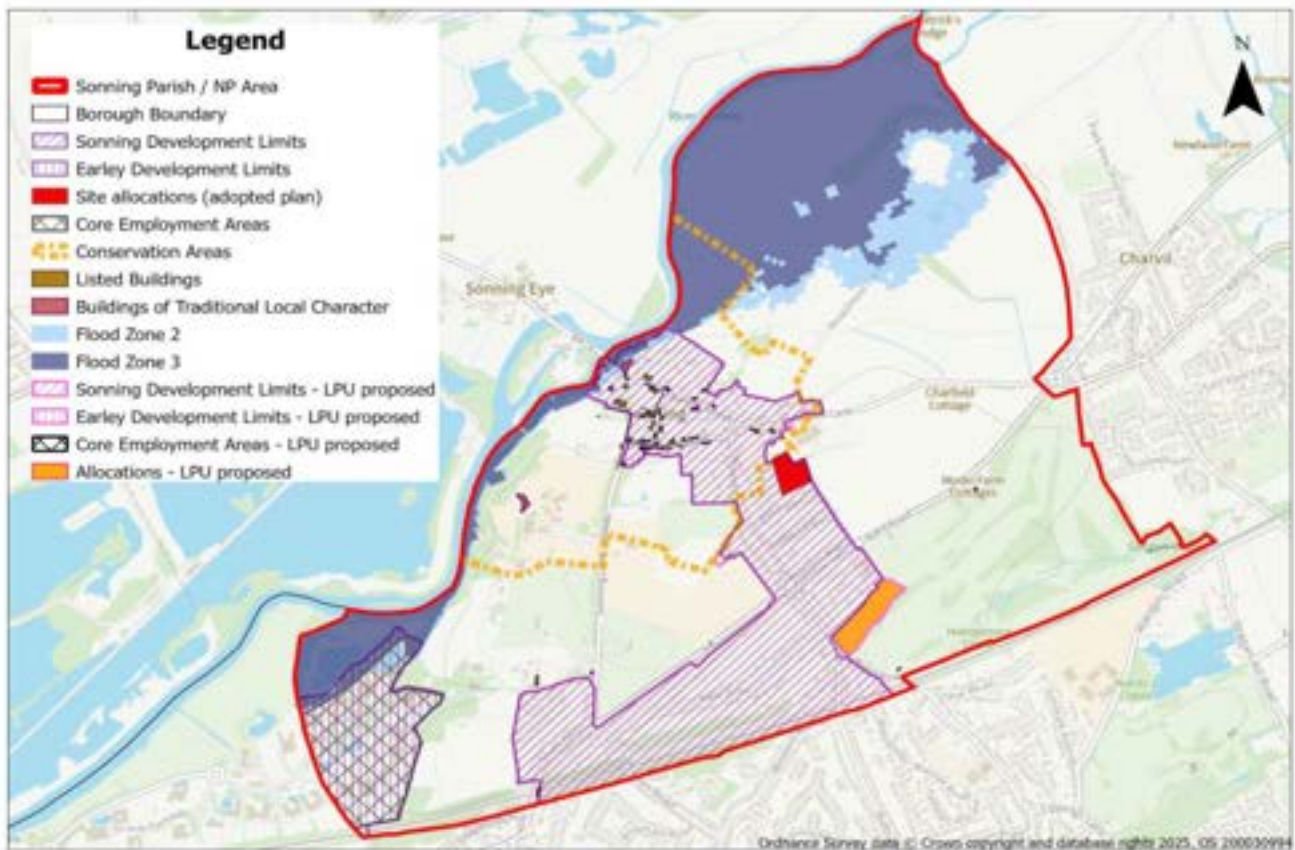 Legend
Sonning Parish / NP Area
Borough Boundary
Sonning Development Limits
Earley Development Limits
Site allocations (adopted plan)
Core Employment Areas
Conservation Areas
Listed Buildings
Buildings of Traditional Local Character
Flood Zone 2
Flood Zone 3
Sonning Development Limits - LPU proposed
Earley Development Limits - LPU proposed
Core Employment Areas - LPU proposed
Allocations - LPU proposed
N
Charvil
Sonning Eye
Charfield
Cottage
Model Farm
Cottages
Ordnance Survey data © Crown copyright and database rights 2025, OS 200030994